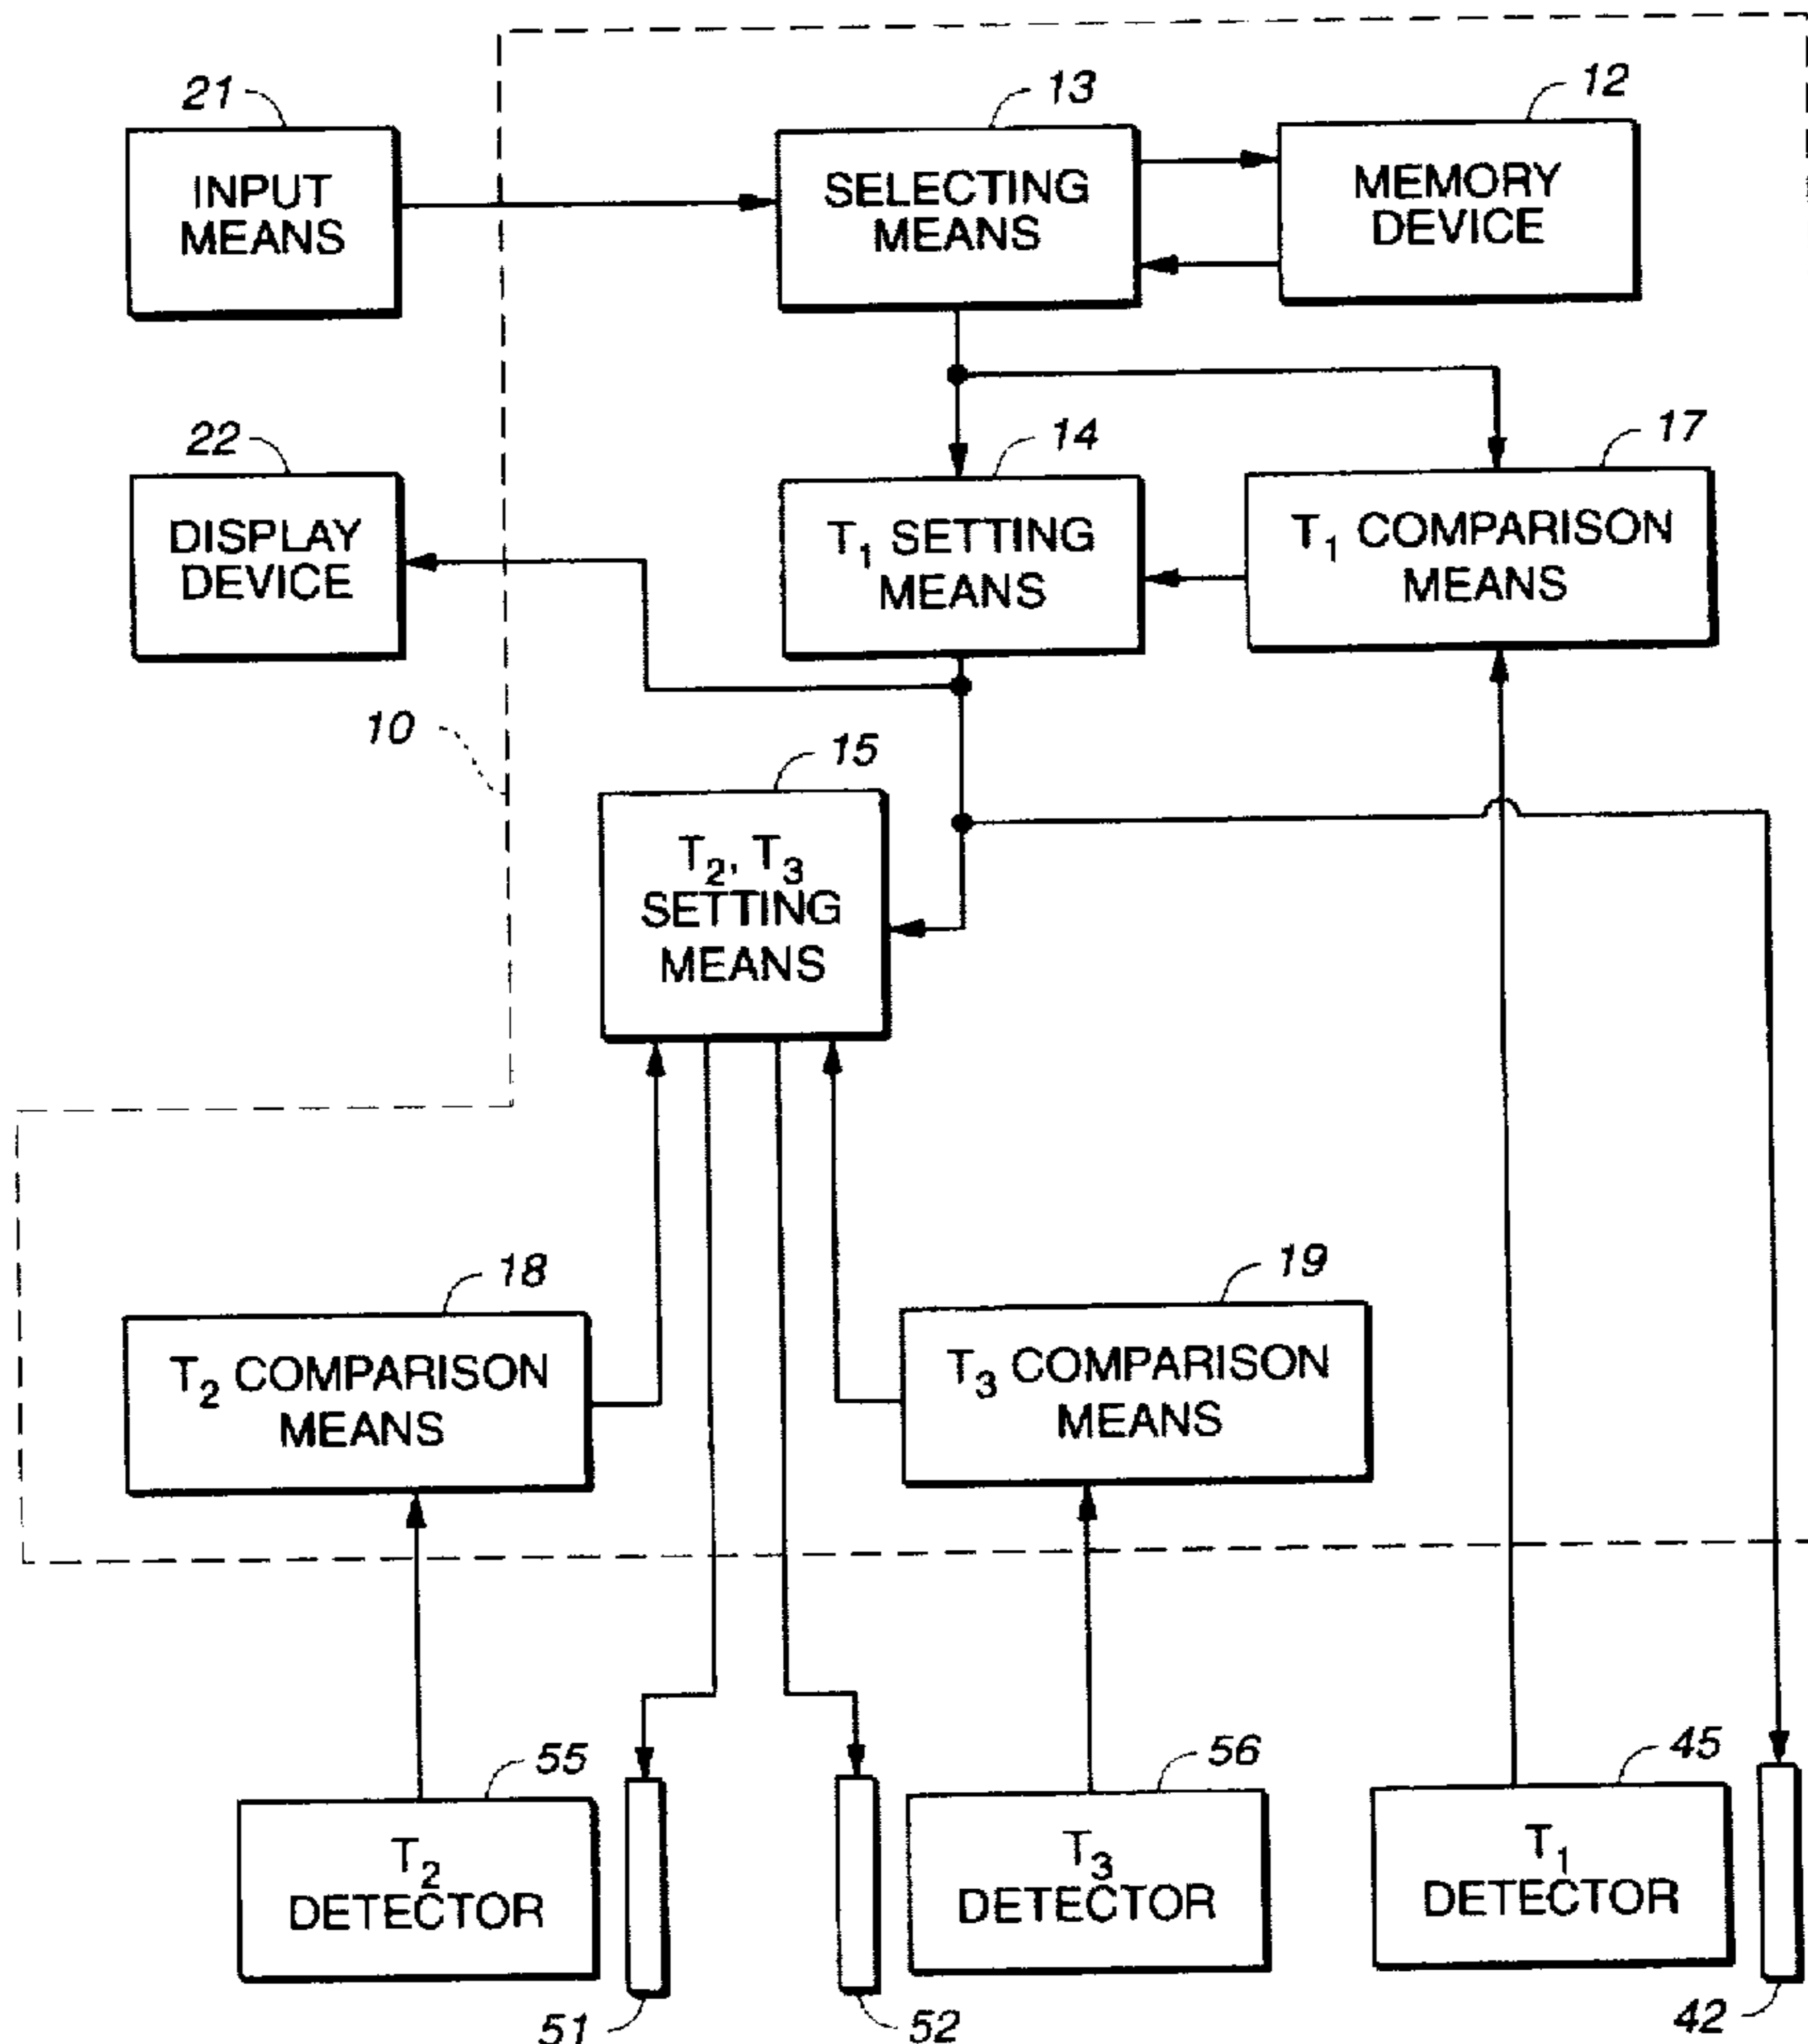 21
INPUT
MEANS
13
SELECTING
MEANS
12
MEMORY
DEVICE
22
DISPLAY
DEVICE
14
T1 SETTING
MEANS
17
T1 COMPARISON
MEANS
10
15
T2, T3
SETTING
MEANS
18
T2 COMPARISON
MEANS
19
T3 COMPARISON
MEANS
55
T2
DETECTOR
51
52
56
T3
DETECTOR
45
T1
DETECTOR
42